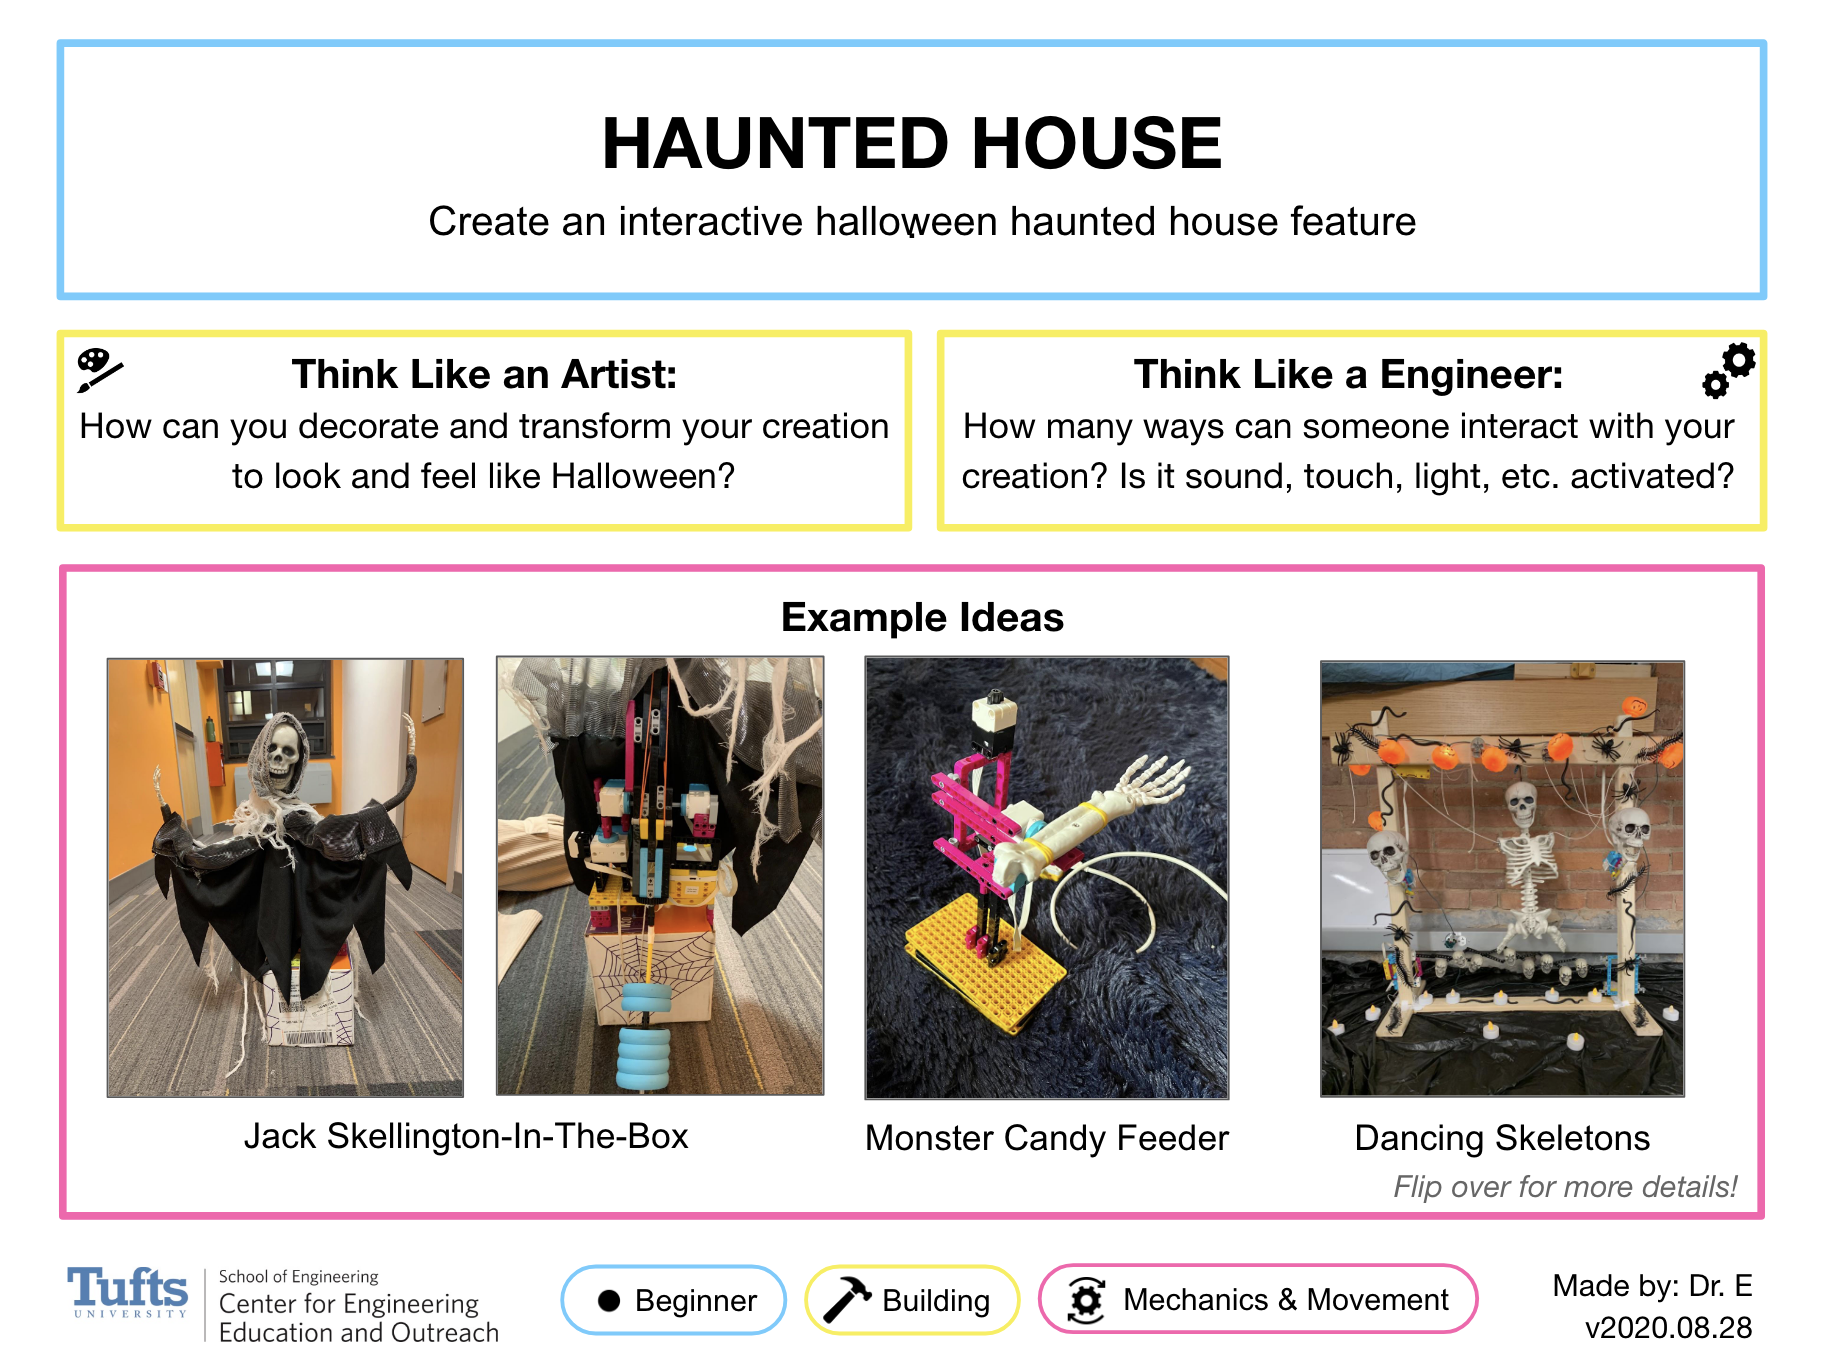 HAUNTED HOUSE
Create an interactive halloween haunted house feature
Think Like an Artist:
How can you decorate and transform your creation
to look and feel like Halloween?
Think Like a Engineer:
How many ways can someone interact with your
creation? Is it sound, touch, light, etc. activated?
Example Ideas
Jack Skellington-In-The-Box
Monster Candy Feeder
Dancing Skeletons
Flip over for more details!
Tufts
UNIVERSITY
School of Engineering
Center for Engineering
Education and Outreach
Beginner
Building
Mechanics & Movement
Made by: Dr. E
v2020.08.28